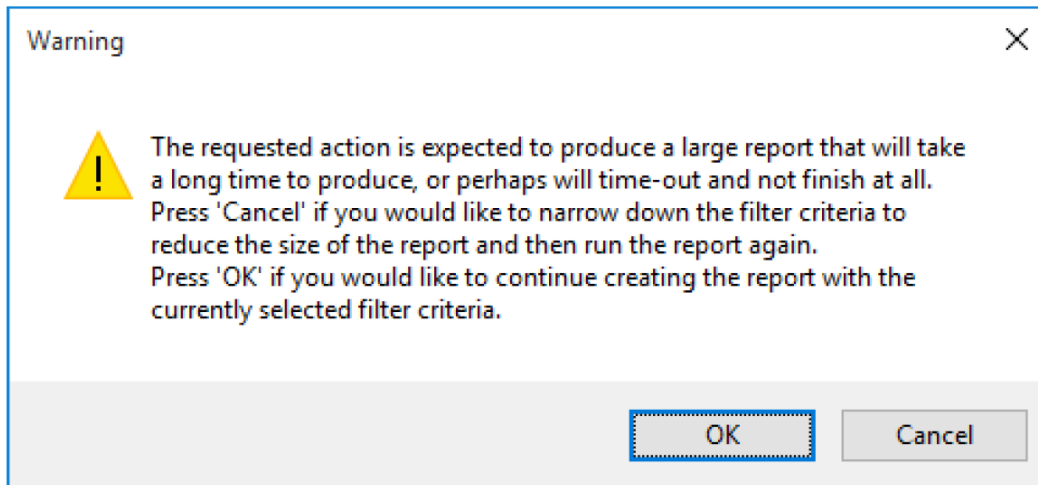 Warning
The requested action is expected to produce a large report that will take
a long time to produce, or perhaps will time-out and not finish at all.
Press 'Cancel' if you would like to narrow down the filter criteria to
reduce the size of the report and then run the report again.
Press 'OK' if you would like to continue creating the report with the
currently selected filter criteria.
OK Cancel